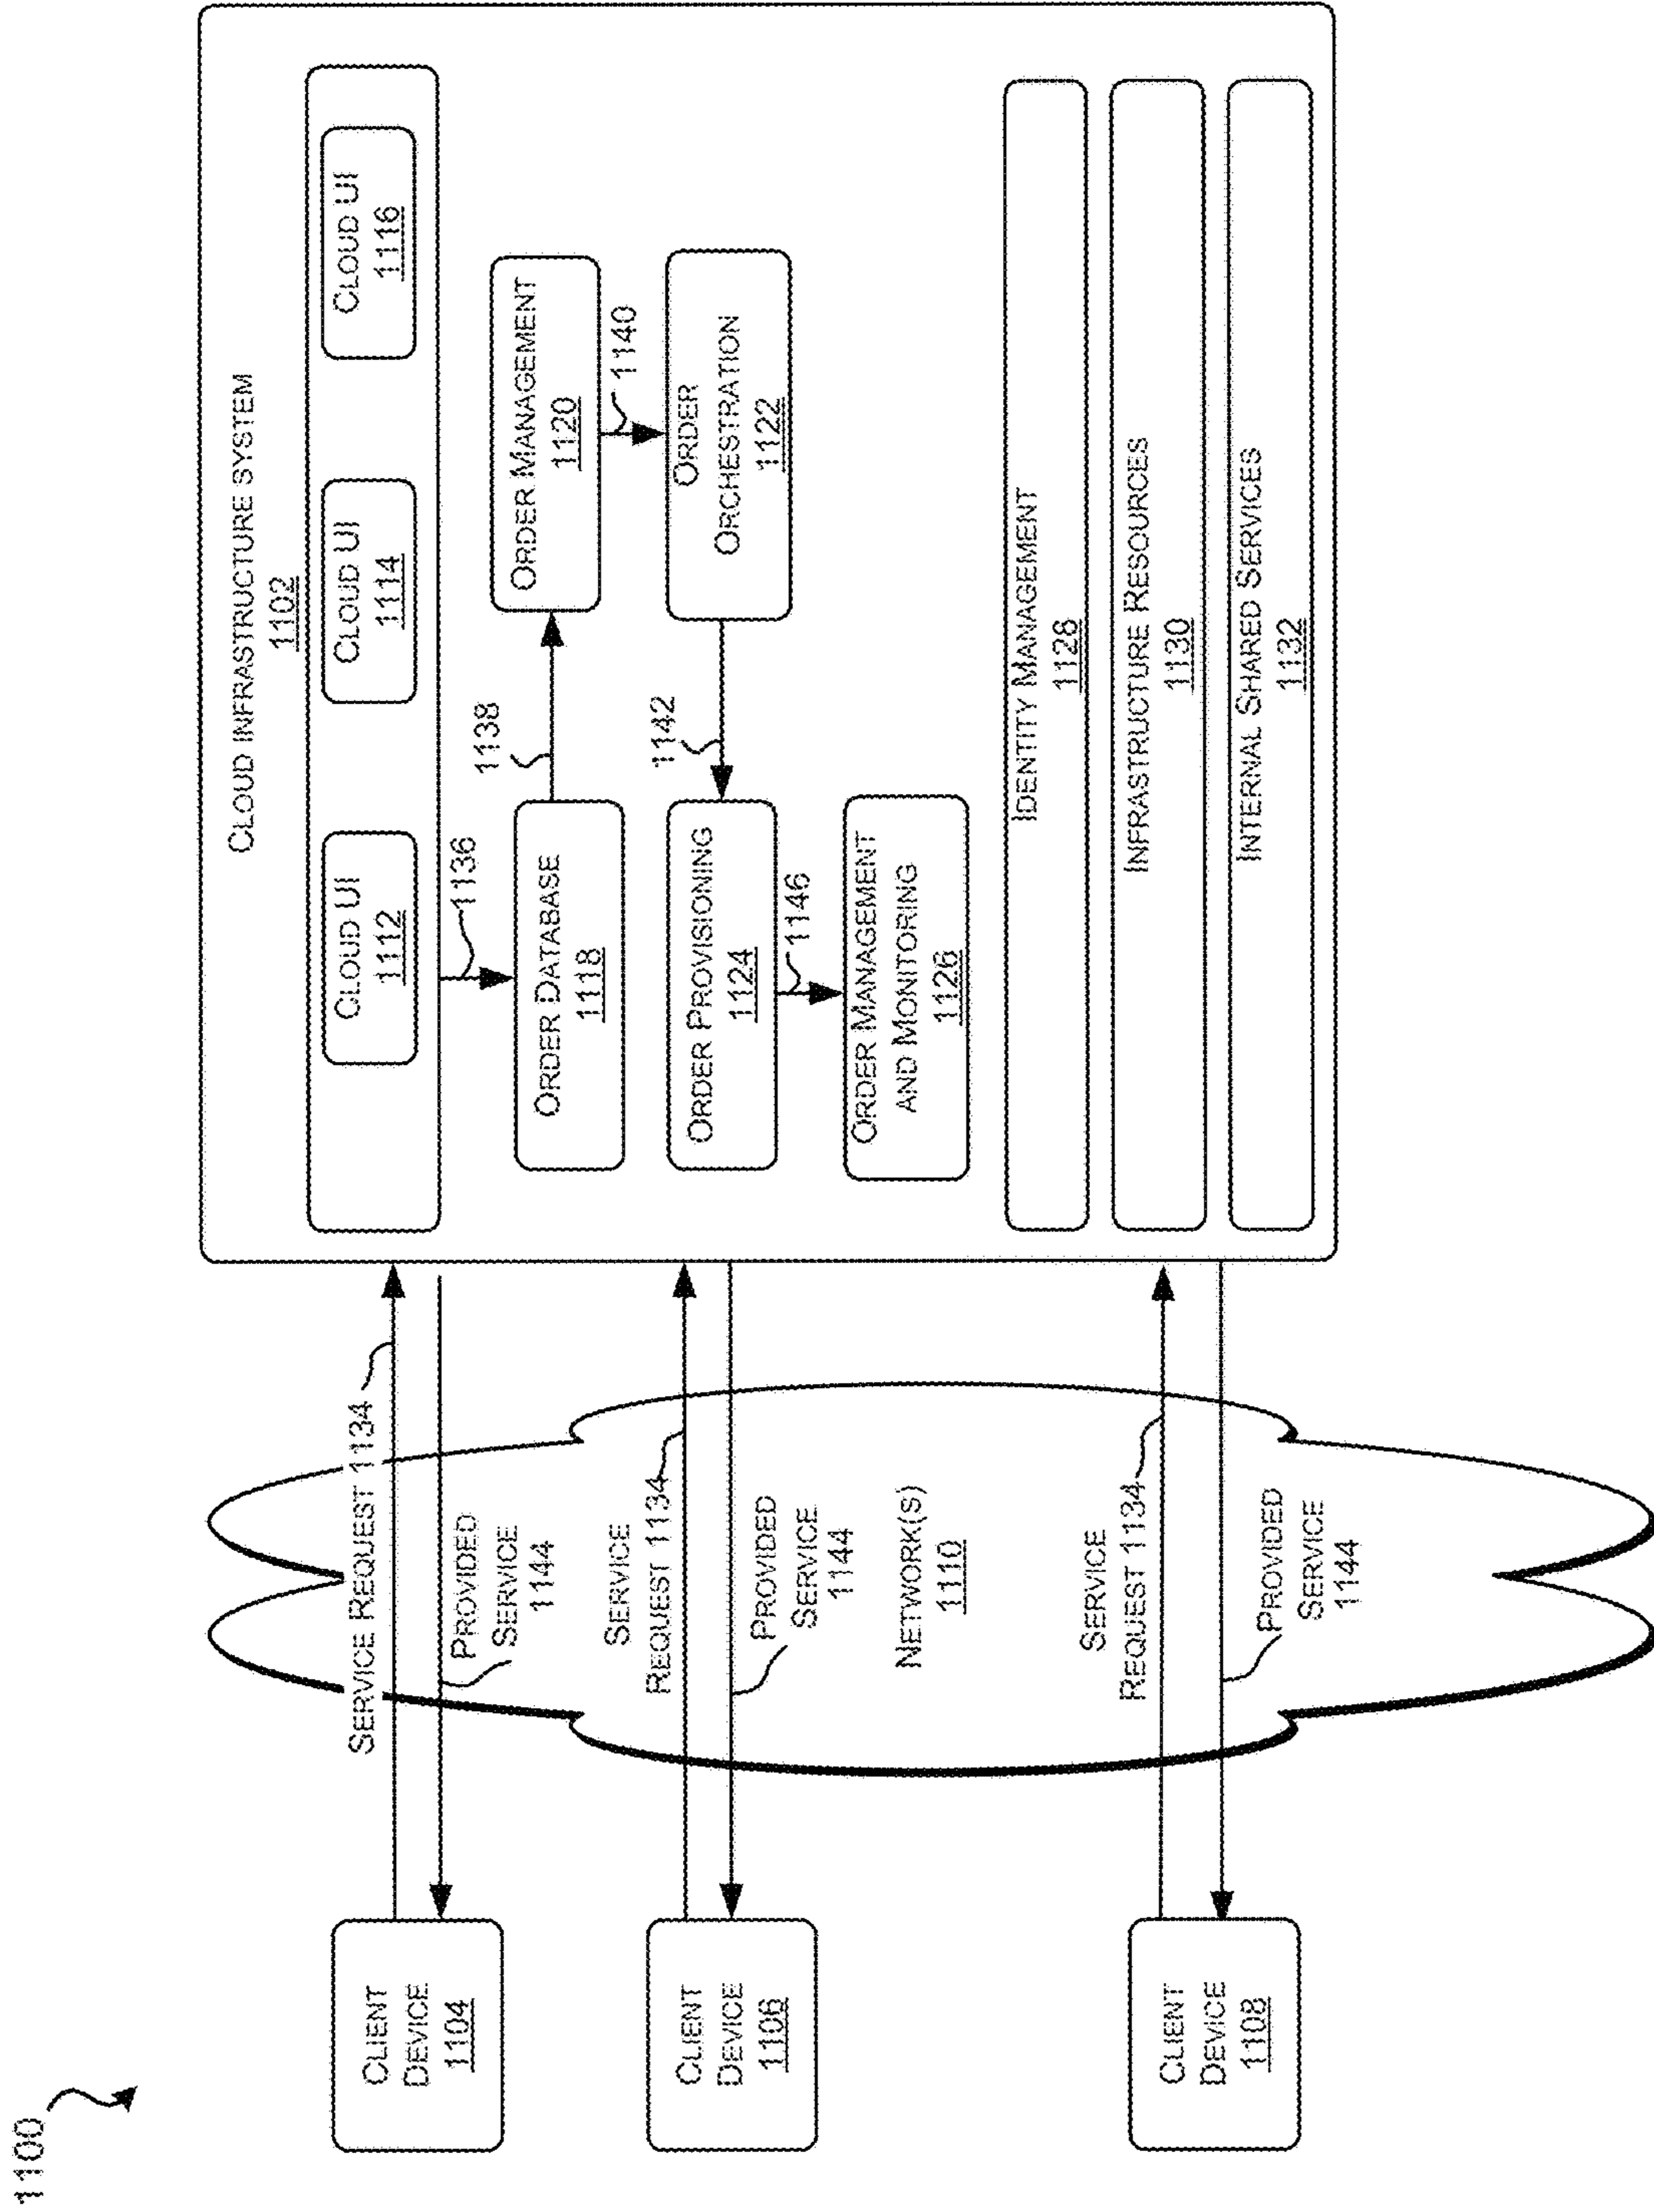 1100
CLOUD INFRASTRUCTURE SYSTEM
1102
CLOUD UI
1112
CLOUD UI
1114
CLOUD UI
1116
1136
ORDER DATABASE
1118
1138
ORDER MANAGEMENT
1120
1140
ORDER
ORCHESTRATION
1122
1142
ORDER PROVISIONING
1124
1146
ORDER MANAGEMENT
AND MONITORING
1126
IDENTITY MANAGEMENT
1128
INFRASTRUCTURE RESOURCES
1130
INTERNAL SHARED SERVICES
1132
CLIENT
DEVICE
1104
SERVICE REQUEST 1134
PROVIDED
SERVICE
1144
CLIENT
DEVICE
1106
SERVICE
REQUEST 1134
PROVIDED
SERVICE
1144
NETWORK(S)
1110
CLIENT
DEVICE
1108
SERVICE
REQUEST 1134
PROVIDED
SERVICE
1144